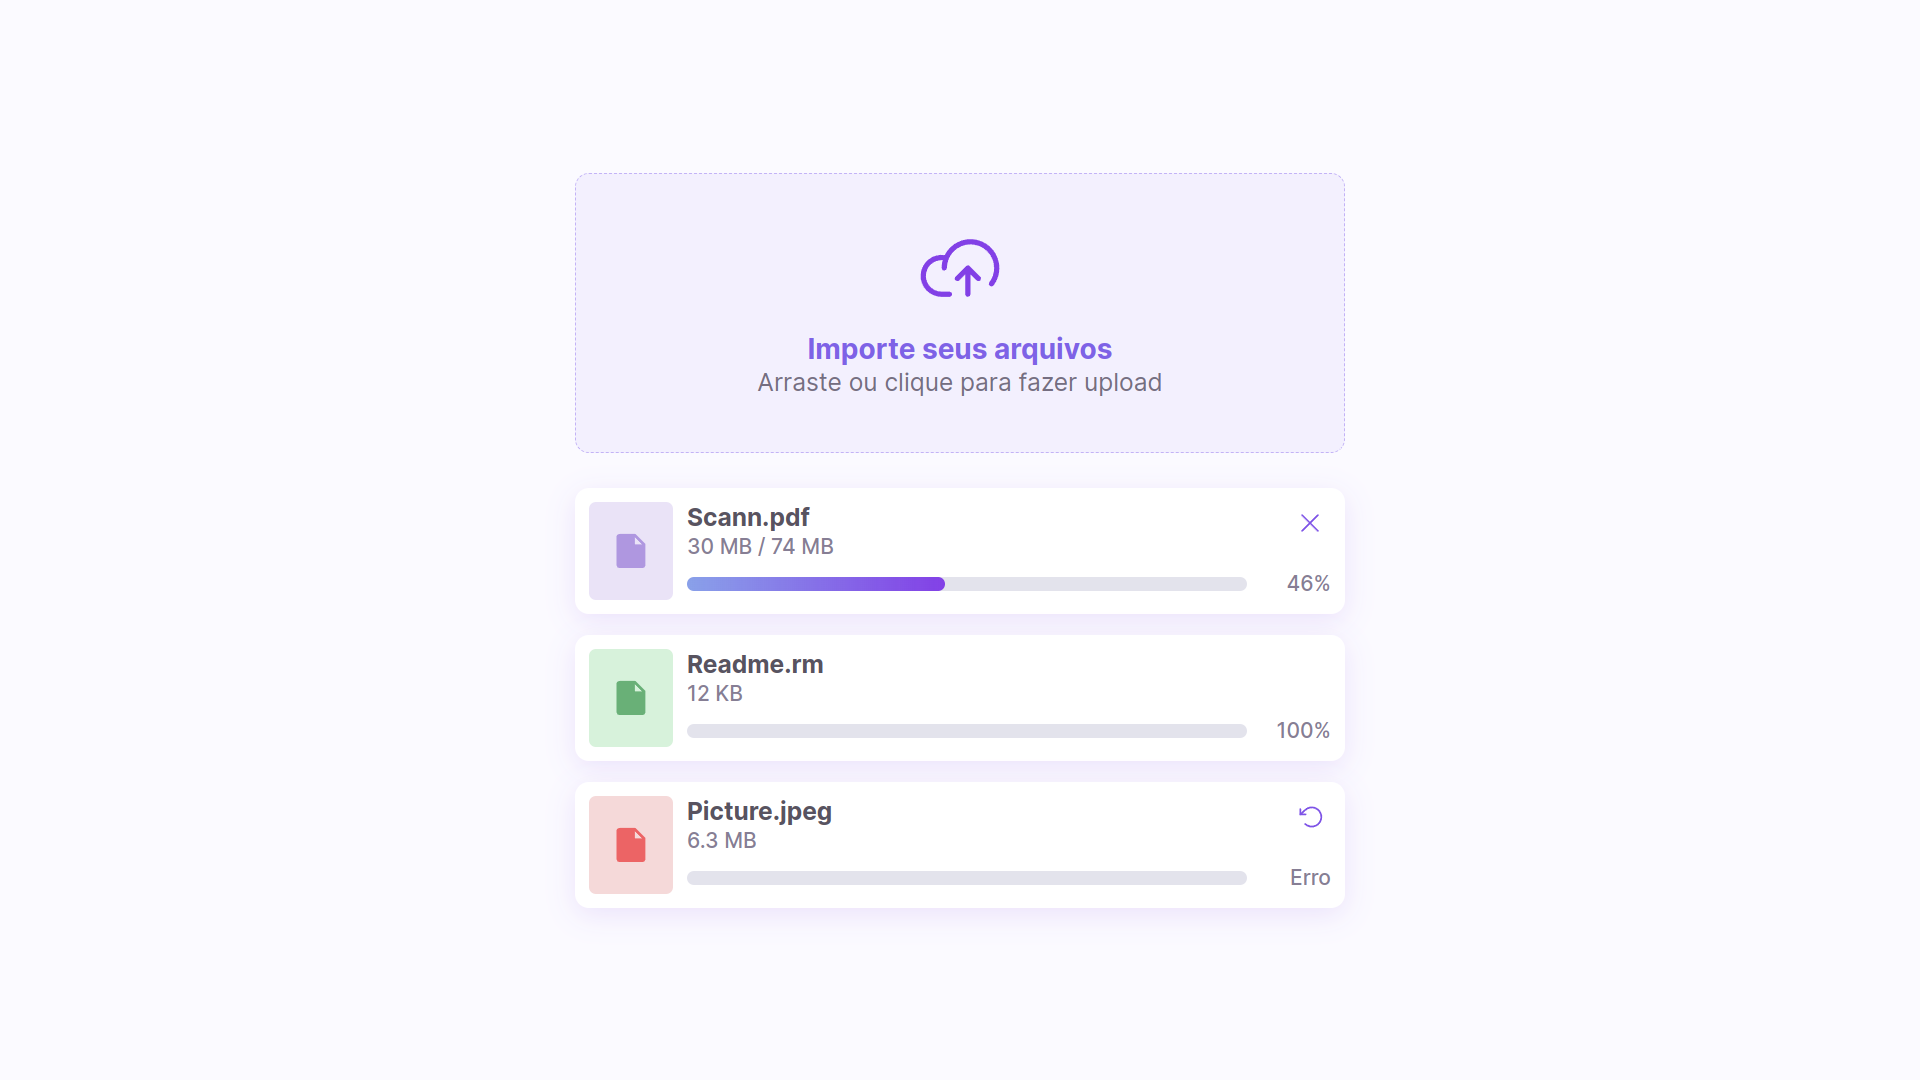 Importe seus arquivos
Arraste ou clique para fazer upload
Scann.pdf
30 MB / 74 MB
46%
Readme.rm
12 KB
100%
Picture.jpeg
6.3 MB
Erro